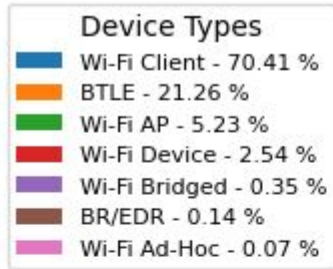 Device Types
Wi-Fi Client - 70.41 %
BTLE - 21.26 %
Wi-Fi AP - 5.23 %
Wi-Fi Device - 2.54 %
Wi-Fi Bridged - 0.35 %
BR/EDR - 0.14 %
Wi-Fi Ad-Hoc - 0.07 %